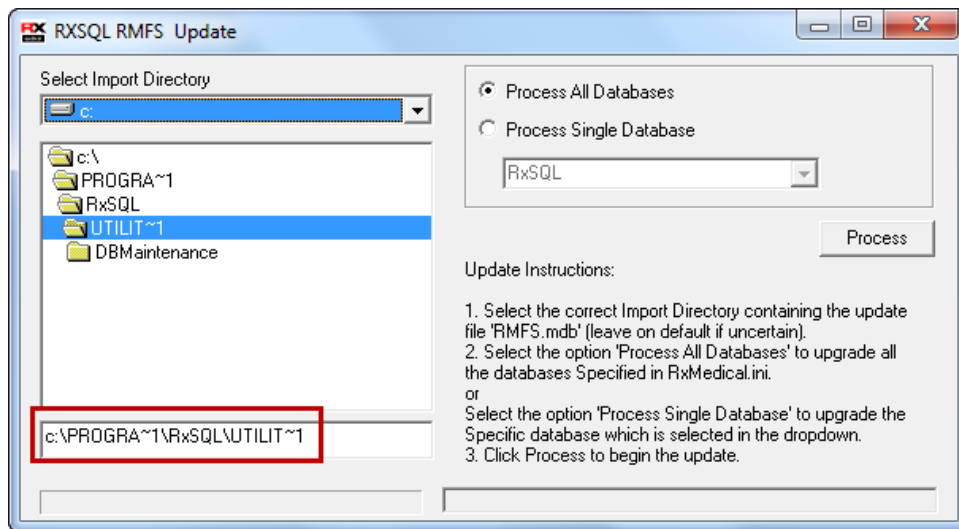 RX
RXSQL RMFS Update
Select Import Directory
c:
c:\
PROGRA~1
RxSQL
UTILIT~1
DBMaintenance
c:\PROGRA~1\RxSQL\UTILIT~1
Process All Databases
Process Single Database
RxSQL
Process
Update Instructions:
1. Select the correct Import Directory containing the update
file 'RMFS.mdb' (leave on default if uncertain).
2. Select the option 'Process All Databases' to upgrade all
the databases Specified in RxMedical.ini.
or
Select the option 'Process Single Database' to upgrade the
Specific database which is selected in the dropdown.
3. Click Process to begin the update.